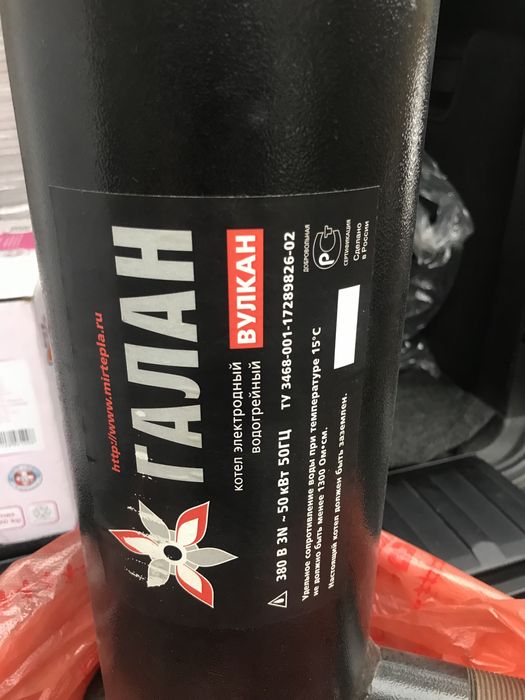 http://www.mirtepla.ru
ГАЛАН
котел электродный
водогрейный
ВУЛКАН
380 В 3N ~ 50 кВт 50ГЦ
ТУ 3468-001-17289826-02
Удельное сопротивление воды при температуре 15°С
не должно быть менее 1300 Ом•см.
Настоящий котел должен быть заземлен.
ДОБРОВОЛЬНАЯ
РСТ
СЕРТИФИКАЦИЯ
Сделано
в России